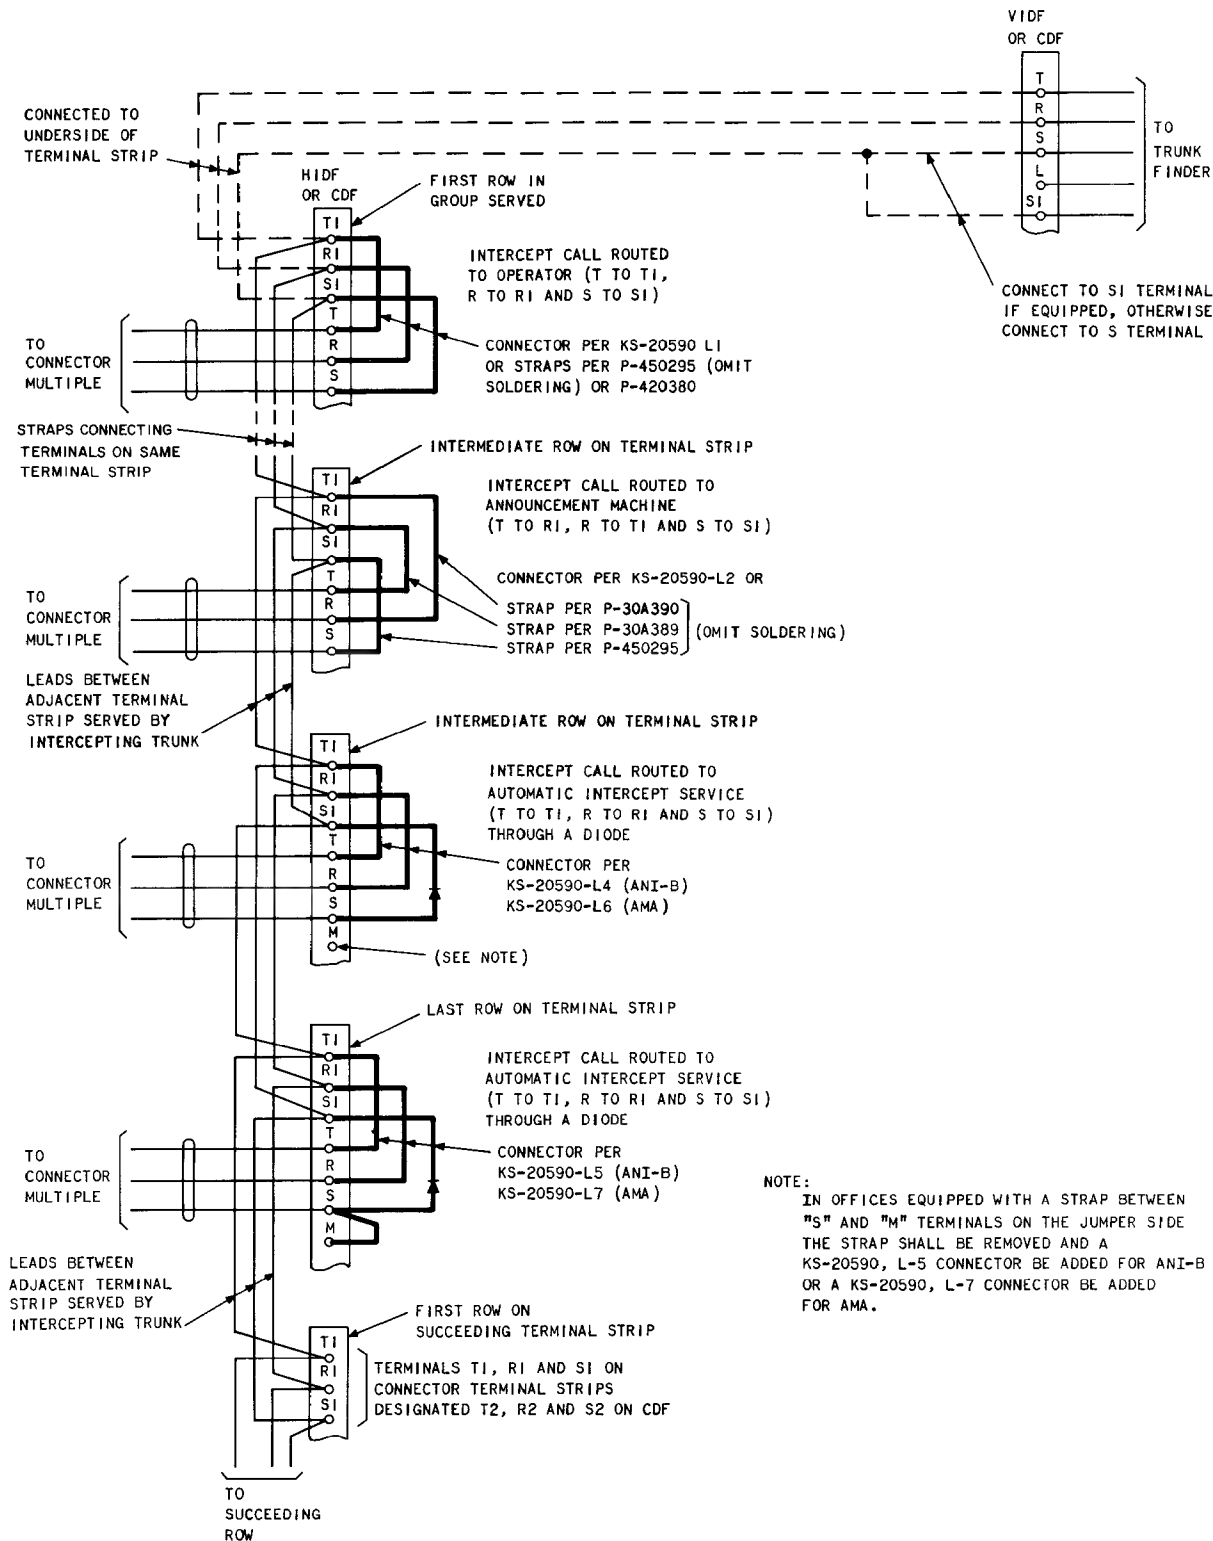 VIDF
OR CDF
T
R
S
L
SI
TO
TRUNK
FINDER
CONNECTED TO
UNDERSIDE OF
TERMINAL STRIP
HIDF
OR CDF
FIRST ROW IN
GROUP SERVED
TI
RI
SI
T
R
S
INTERCEPT CALL ROUTED
TO OPERATOR (T TO TI,
R TO RI AND S TO SI)
CONNECT TO SI TERMINAL
IF EQUIPPED, OTHERWISE
CONNECT TO S TERMINAL
TO
CONNECTOR
MULTIPLE
CONNECTOR PER KS-20590 LI
OR STRAPS PER P-450295 (OMIT
SOLDERING) OR P-420380
STRAPS CONNECTING
TERMINALS ON SAME
TERMINAL STRIP
INTERMEDIATE ROW ON TERMINAL STRIP
TI
RI
SI
T
R
S
INTERCEPT CALL ROUTED TO
ANNOUNCEMENT MACHINE
(T TO RI, R TO TI AND S TO SI)
TO
CONNECTOR
MULTIPLE
CONNECTOR PER KS-20590-L2 OR
STRAP PER P-30A390
STRAP PER P-30A389
STRAP PER P-450295
(OMIT SOLDERING)
LEADS BETWEEN
ADJACENT TERMINAL
STRIP SERVED BY
INTERCEPTING TRUNK
INTERMEDIATE ROW ON TERMINAL STRIP
TI
RI
SI
T
R
S
M
INTERCEPT CALL ROUTED TO
AUTOMATIC INTERCEPT SERVICE
(T TO TI, R TO RI AND S TO SI)
THROUGH A DIODE
TO
CONNECTOR
MULTIPLE
CONNECTOR PER
KS-20590-L4 (ANI-B)
KS-20590-L6 (AMA)
(SEE NOTE)
LAST ROW ON TERMINAL STRIP
TI
RI
SI
T
R
S
M
INTERCEPT CALL ROUTED TO
AUTOMATIC INTERCEPT SERVICE
(T TO TI, R TO RI AND S TO SI)
THROUGH A DIODE
TO
CONNECTOR
MULTIPLE
CONNECTOR PER
KS-20590-L5 (ANI-B)
KS-20590-L7 (AMA)
NOTE:
IN OFFICES EQUIPPED WITH A STRAP BETWEEN
"S" AND "M" TERMINALS ON THE JUMPER SIDE
THE STRAP SHALL BE REMOVED AND A
KS-20590, L-5 CONNECTOR BE ADDED FOR ANI-B
OR A KS-20590, L-7 CONNECTOR BE ADDED
FOR AMA.
LEADS BETWEEN
ADJACENT TERMINAL
STRIP SERVED BY
INTERCEPTING TRUNK
FIRST ROW ON
SUCCEEDING TERMINAL STRIP
TI
RI
SI
TERMINALS TI, RI AND SI ON
CONNECTOR TERMINAL STRIPS
DESIGNATED T2, R2 AND S2 ON CDF
TO
SUCCEEDING
ROW